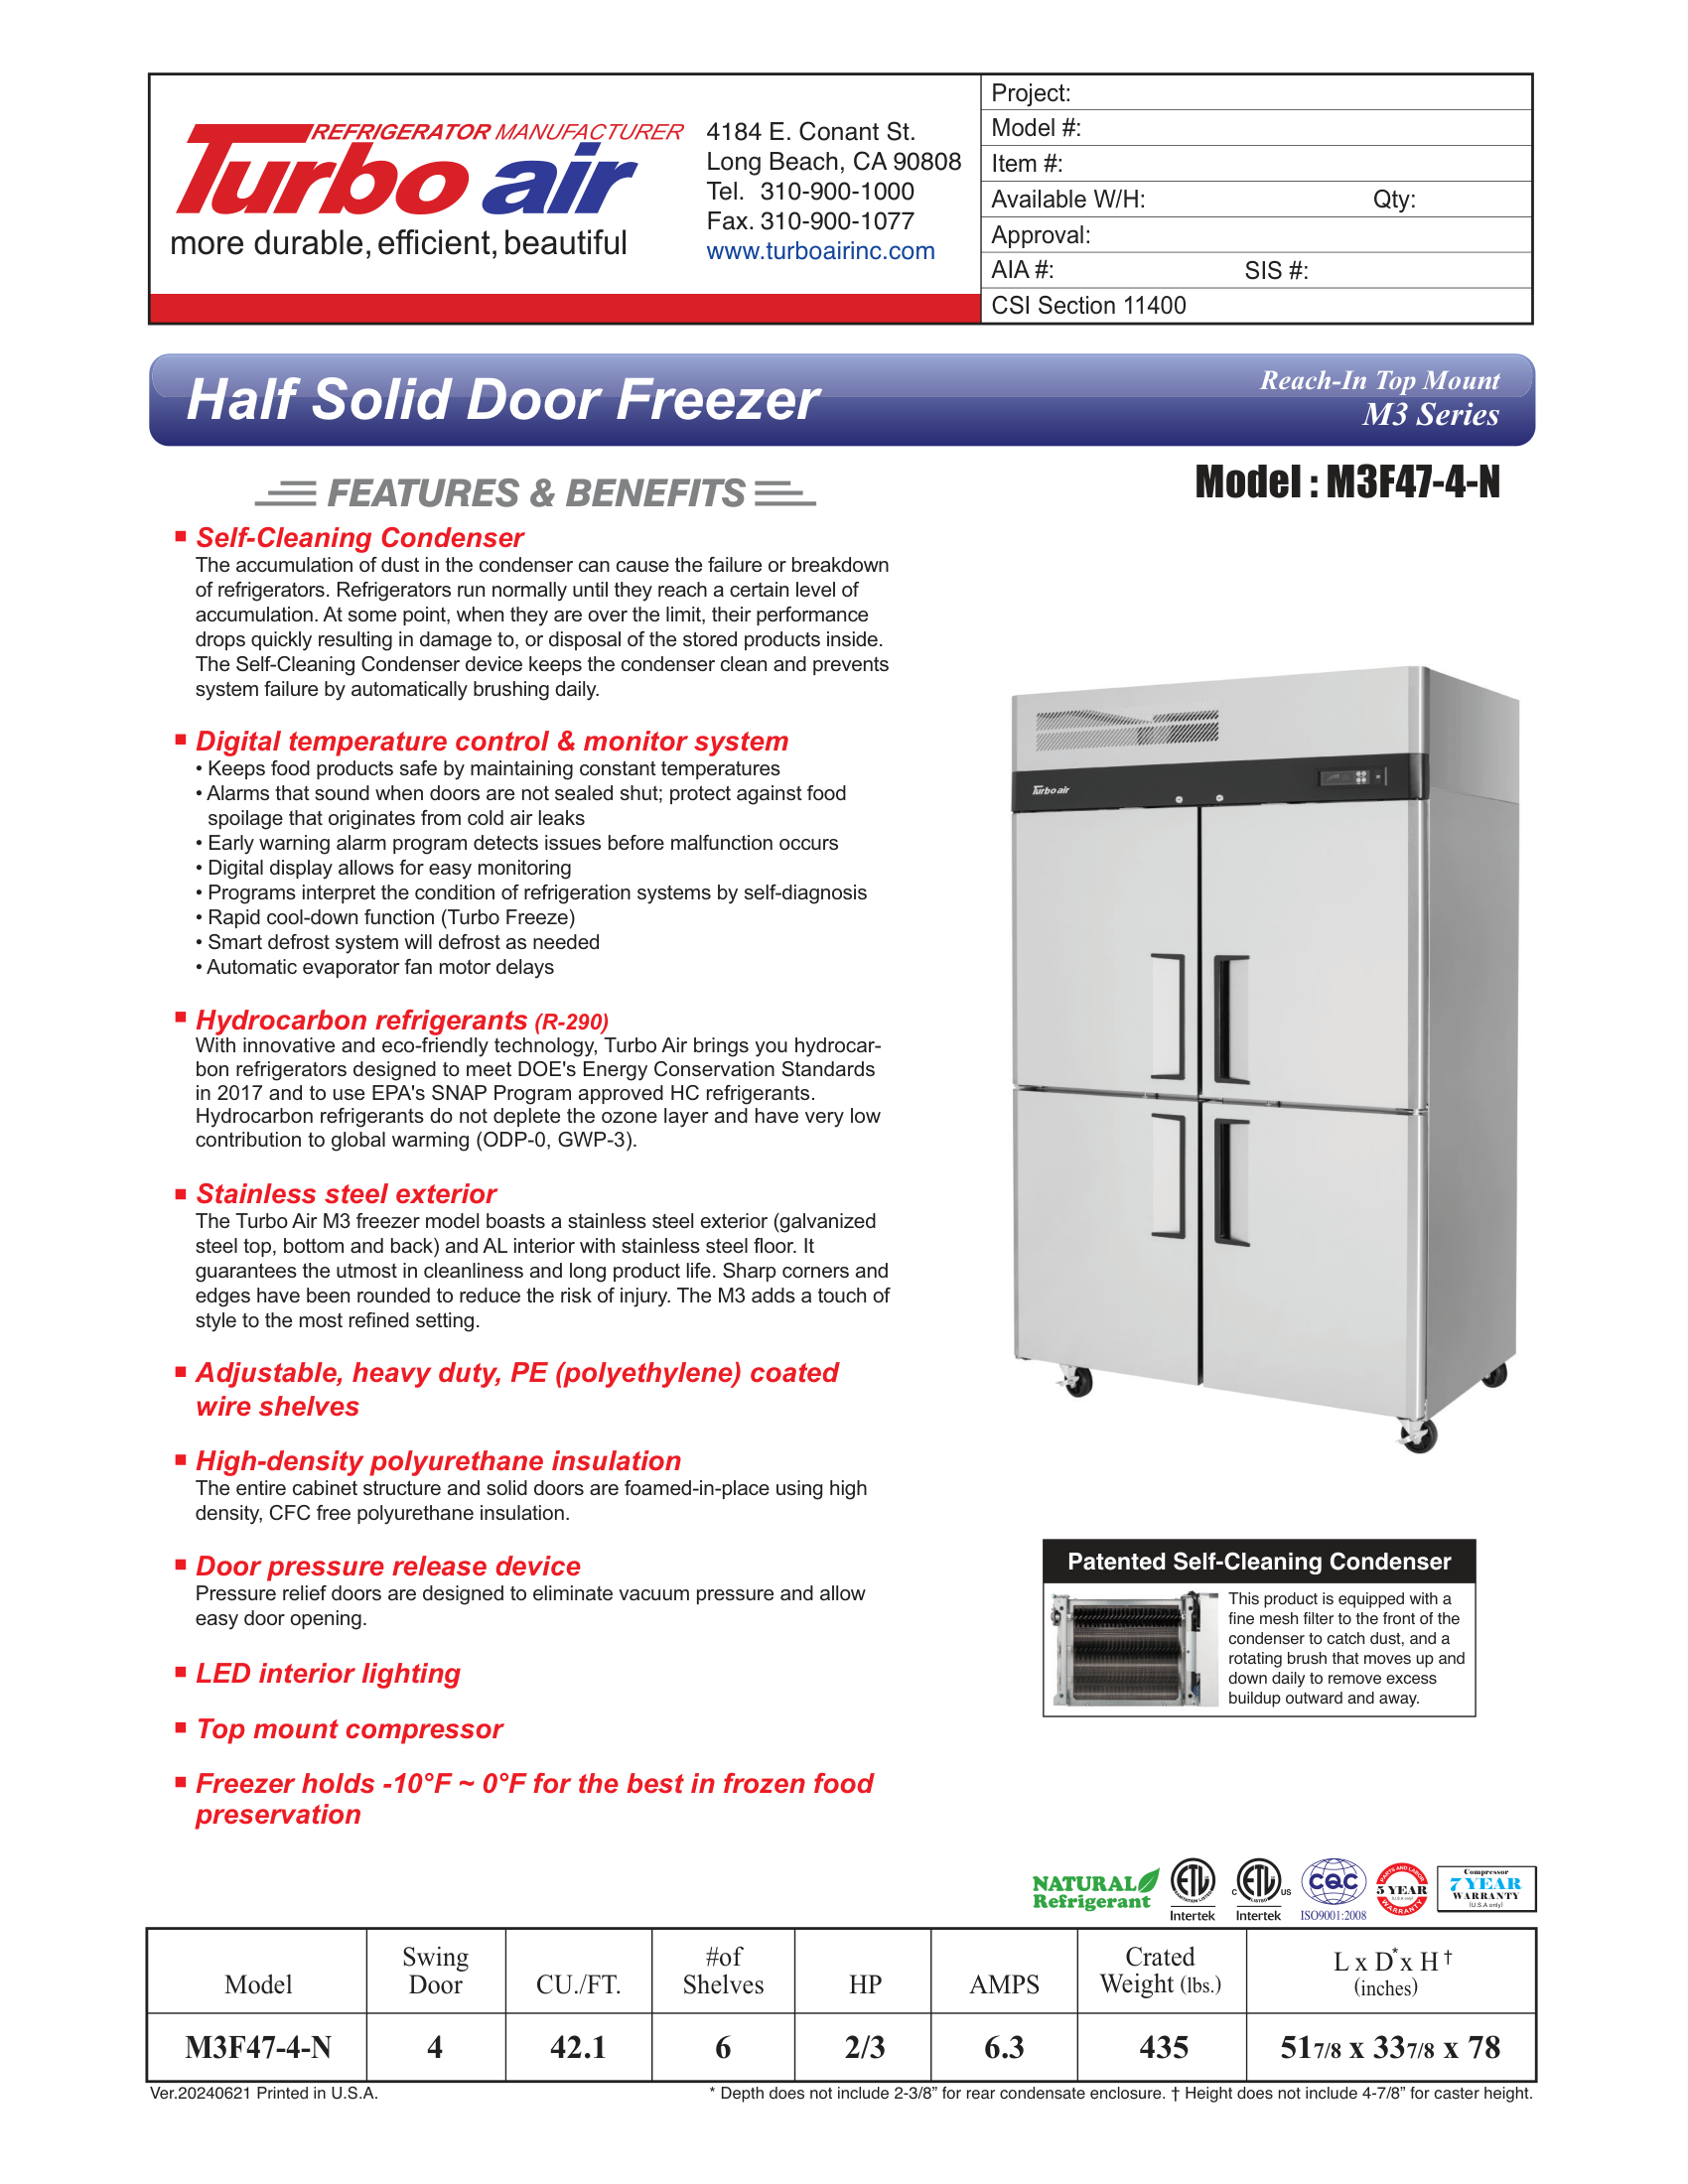 REFRIGERATOR MANUFACTURER
Turbo air
more durable, efficient, beautiful
4184 E. Conant St.
Long Beach, CA 90808
Tel. 310-900-1000
Fax. 310-900-1077
www.turboairinc.com
Project:
Model #:
Item #:
Available W/H: Qty:
Approval:
AIA #: SIS #:
CSI Section 11400
Half Solid Door Freezer
Reach-In Top Mount
M3 Series
FEATURES & BENEFITS
Model : M3F47-4-N
Self-Cleaning Condenser
The accumulation of dust in the condenser can cause the failure or breakdown
of refrigerators. Refrigerators run normally until they reach a certain level of
accumulation. At some point, when they are over the limit, their performance
drops quickly resulting in damage to, or disposal of the stored products inside.
The Self-Cleaning Condenser device keeps the condenser clean and prevents
system failure by automatically brushing daily.
Digital temperature control & monitor system
• Keeps food products safe by maintaining constant temperatures
• Alarms that sound when doors are not sealed shut; protect against food
spoilage that originates from cold air leaks
• Early warning alarm program detects issues before malfunction occurs
• Digital display allows for easy monitoring
• Programs interpret the condition of refrigeration systems by self-diagnosis
• Rapid cool-down function (Turbo Freeze)
• Smart defrost system will defrost as needed
• Automatic evaporator fan motor delays
Hydrocarbon refrigerants (R-290)
With innovative and eco-friendly technology, Turbo Air brings you hydrocar-
bon refrigerators designed to meet DOE's Energy Conservation Standards
in 2017 and to use EPA's SNAP Program approved HC refrigerants.
Hydrocarbon refrigerants do not deplete the ozone layer and have very low
contribution to global warming (ODP-0, GWP-3).
Stainless steel exterior
The Turbo Air M3 freezer model boasts a stainless steel exterior (galvanized
steel top, bottom and back) and AL interior with stainless steel floor. It
guarantees the utmost in cleanliness and long product life. Sharp corners and
edges have been rounded to reduce the risk of injury. The M3 adds a touch of
style to the most refined setting.
Adjustable, heavy duty, PE (polyethylene) coated
wire shelves
High-density polyurethane insulation
The entire cabinet structure and solid doors are foamed-in-place using high
density, CFC free polyurethane insulation.
Door pressure release device
Pressure relief doors are designed to eliminate vacuum pressure and allow
easy door opening.
LED interior lighting
Top mount compressor
Freezer holds -10°F ~ 0°F for the best in frozen food
preservation
Turbo air
Patented Self-Cleaning Condenser
This product is equipped with a
fine mesh filter to the front of the
condenser to catch dust, and a
rotating brush that moves up and
down daily to remove excess
buildup outward and away.
NATURAL
Refrigerant
ETL
SANITATION LISTED
Intertek
C ETL US
LISTED
Intertek
CQC
ISO9001:2008
PARTS AND LABOR
5 YEAR
(U.S.A only)
WARRANTY
Compressor
7 YEAR
WARRANTY
(U.S.A only)
Model Swing Door CU./FT. #of Shelves HP AMPS Crated Weight (lbs.) L x D* x H † (inches)
M3F47-4-N 4 42.1 6 2/3 6.3 435 51 7/8 x 33 7/8 x 78
Ver.20240621 Printed in U.S.A.
* Depth does not include 2-3/8” for rear condensate enclosure. † Height does not include 4-7/8” for caster height.